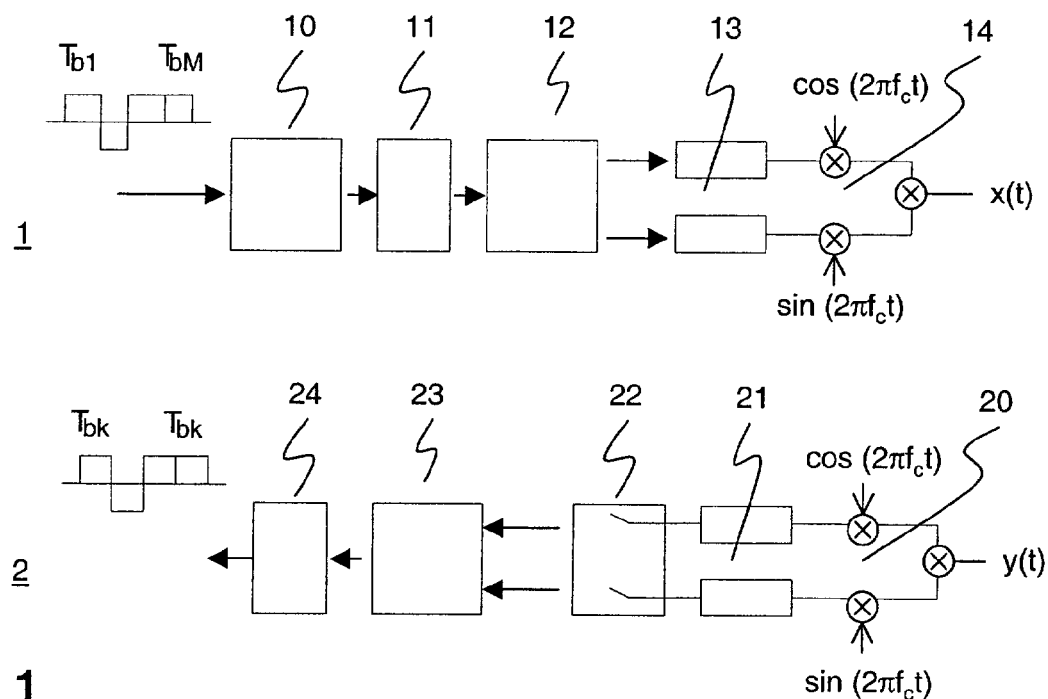 10 11 12 13 14
T_b1 T_bM
cos (2πf_ct)
x(t)
1
sin (2πf_ct)
24 23 22 21 20
T_bk T_bk
cos (2πf_ct)
y(t)
2
sin (2πf_ct)
1